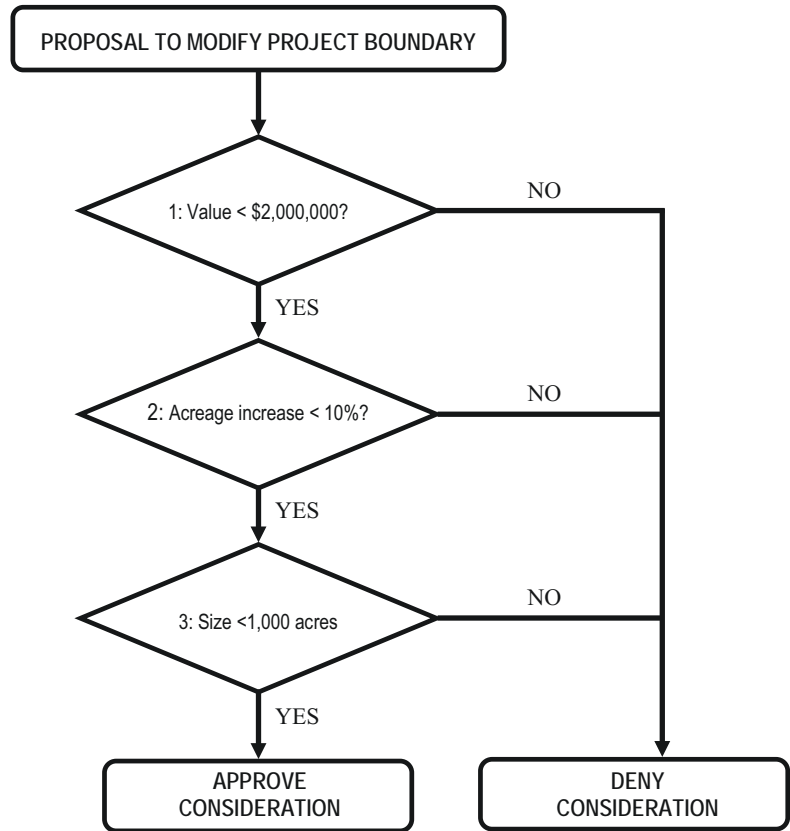 PROPOSAL TO MODIFY PROJECT BOUNDARY
1: Value < $2,000,000?
NO
YES
2: Acreage increase < 10%?
NO
YES
3: Size <1,000 acres
NO
YES
APPROVE
CONSIDERATION
DENY
CONSIDERATION